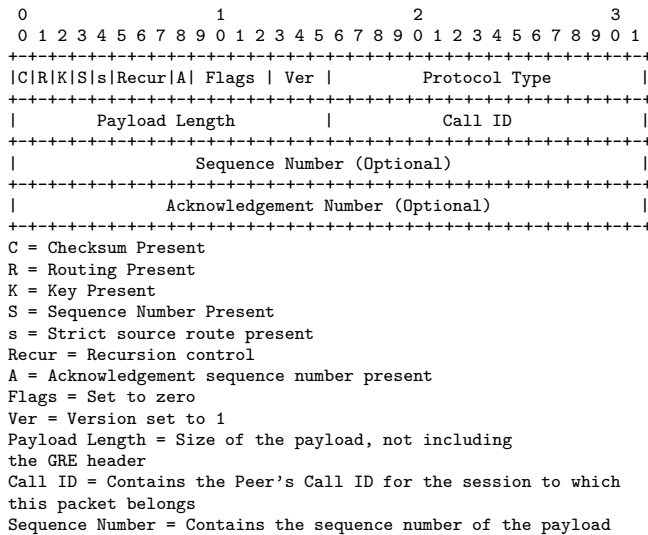 0                   1                   2                   3
0 1 2 3 4 5 6 7 8 9 0 1 2 3 4 5 6 7 8 9 0 1 2 3 4 5 6 7 8 9 0 1
+-+-+-+-+-+-+-+-+-+-+-+-+-+-+-+-+-+-+-+-+-+-+-+-+-+-+-+-+-+-+-+-+
|C|R|K|S|s|Recur|A| Flags | Ver |         Protocol Type         |
+-+-+-+-+-+-+-+-+-+-+-+-+-+-+-+-+-+-+-+-+-+-+-+-+-+-+-+-+-+-+-+-+
|        Payload Length         |           Call ID             |
+-+-+-+-+-+-+-+-+-+-+-+-+-+-+-+-+-+-+-+-+-+-+-+-+-+-+-+-+-+-+-+-+
|                  Sequence Number (Optional)                   |
+-+-+-+-+-+-+-+-+-+-+-+-+-+-+-+-+-+-+-+-+-+-+-+-+-+-+-+-+-+-+-+-+
|               Acknowledgement Number (Optional)               |
+-+-+-+-+-+-+-+-+-+-+-+-+-+-+-+-+-+-+-+-+-+-+-+-+-+-+-+-+-+-+-+-+
C = Checksum Present
R = Routing Present
K = Key Present
S = Sequence Number Present
s = Strict source route present
Recur = Recursion control
A = Acknowledgement sequence number present
Flags = Set to zero
Ver = Version set to 1
Payload Length = Size of the payload, not including
the GRE header
Call ID = Contains the Peer's Call ID for the session to which
this packet belongs
Sequence Number = Contains the sequence number of the payload